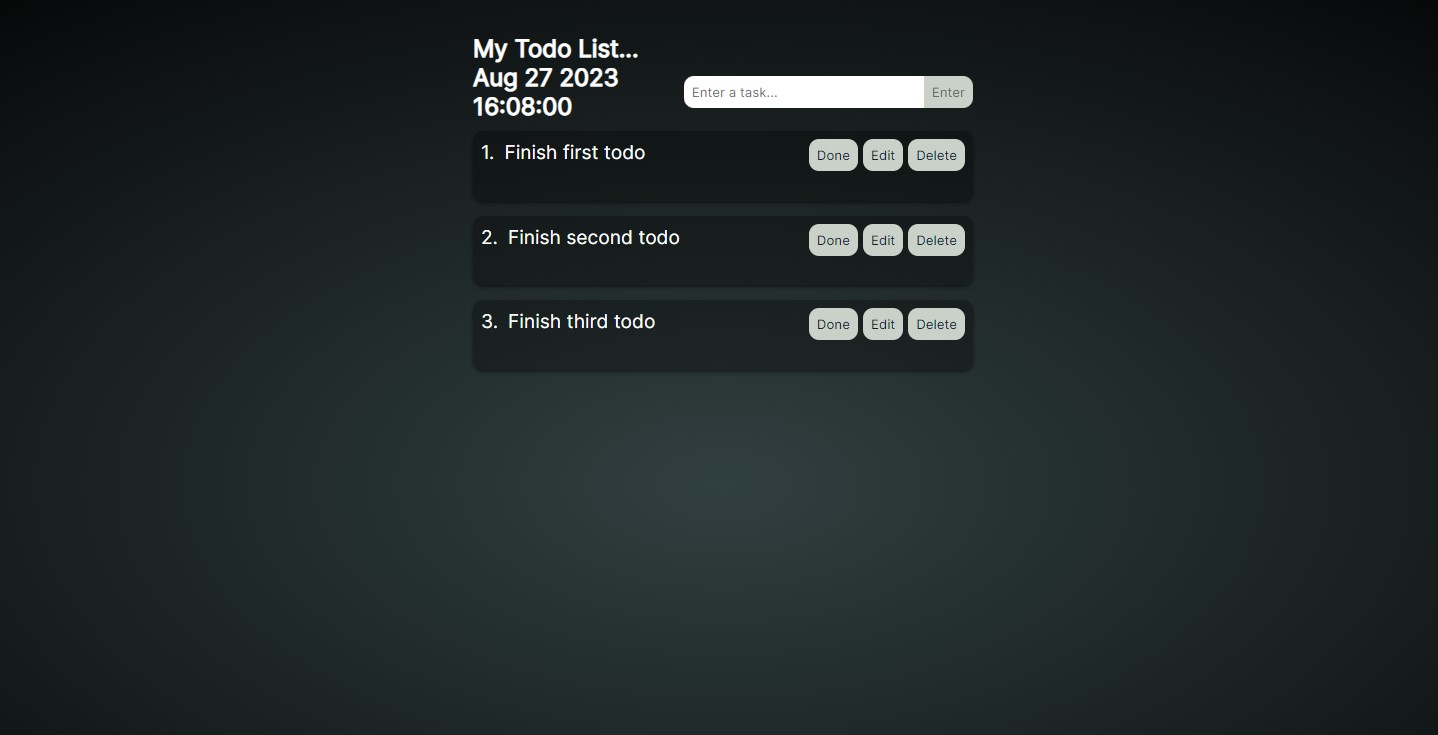 My Todo List...
Aug 27 2023
16:08:00
Enter a task... Enter
1. Finish first todo Done Edit Delete
2. Finish second todo Done Edit Delete
3. Finish third todo Done Edit Delete